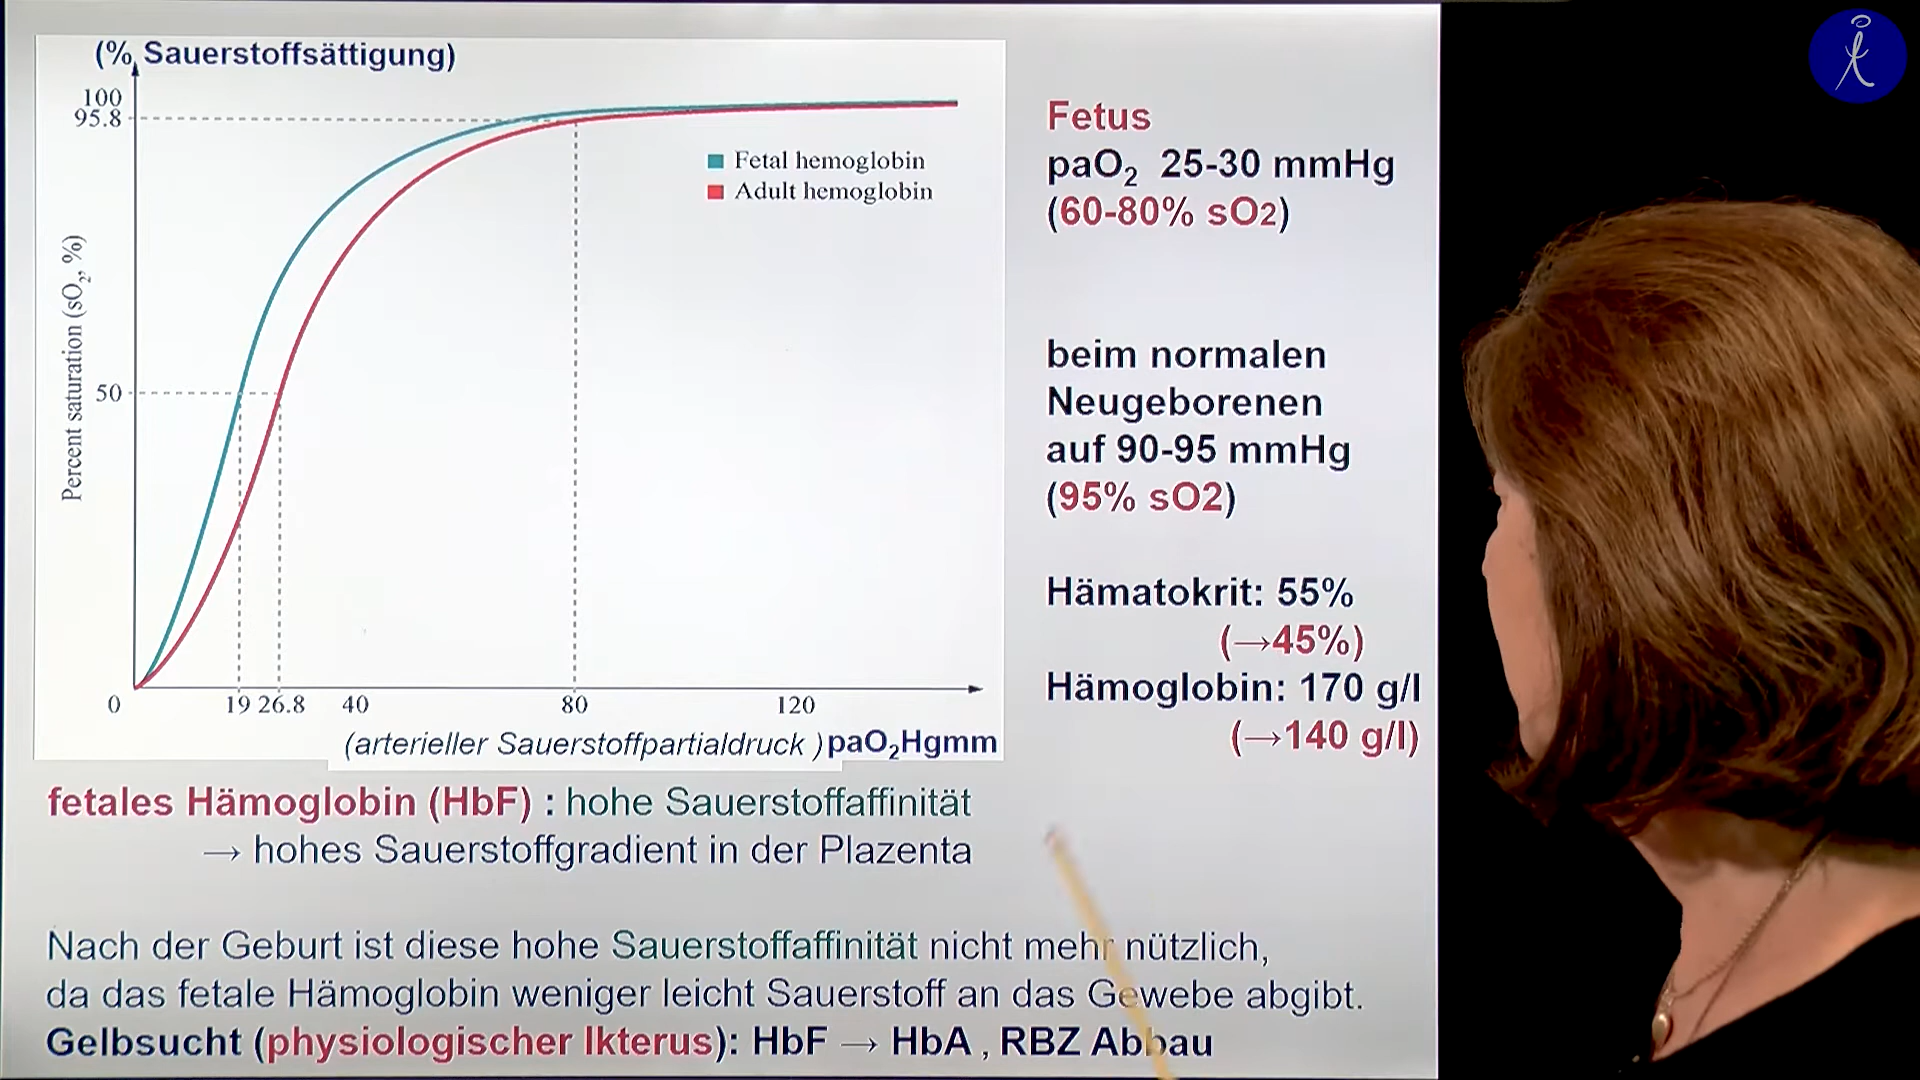 (% Sauerstoffsättigung)
100
95.8
50
0
Percent saturation (sO₂, %)
Fetal hemoglobin
Adult hemoglobin
19 26.8 40 80 120
(arterieller Sauerstoffpartialdruck ) paO₂Hgmm
Fetus
paO₂ 25-30 mmHg
(60-80% sO2)
beim normalen
Neugeborenen
auf 90-95 mmHg
(95% sO2)
Hämatokrit: 55%
(→45%)
Hämoglobin: 170 g/l
(→140 g/l)
fetales Hämoglobin (HbF) : hohe Sauerstoffaffinität
→ hohes Sauerstoffgradient in der Plazenta
Nach der Geburt ist diese hohe Sauerstoffaffinität nicht mehr nützlich,
da das fetale Hämoglobin weniger leicht Sauerstoff an das Gewebe abgibt.
Gelbsucht (physiologischer Ikterus): HbF → HbA , RBZ Abbau